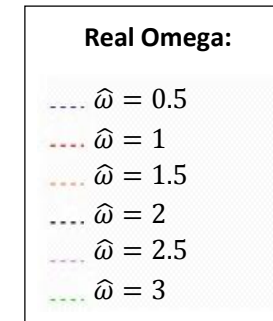 Real Omega:
ω̂ = 0.5
ω̂ = 1
ω̂ = 1.5
ω̂ = 2
ω̂ = 2.5
ω̂ = 3